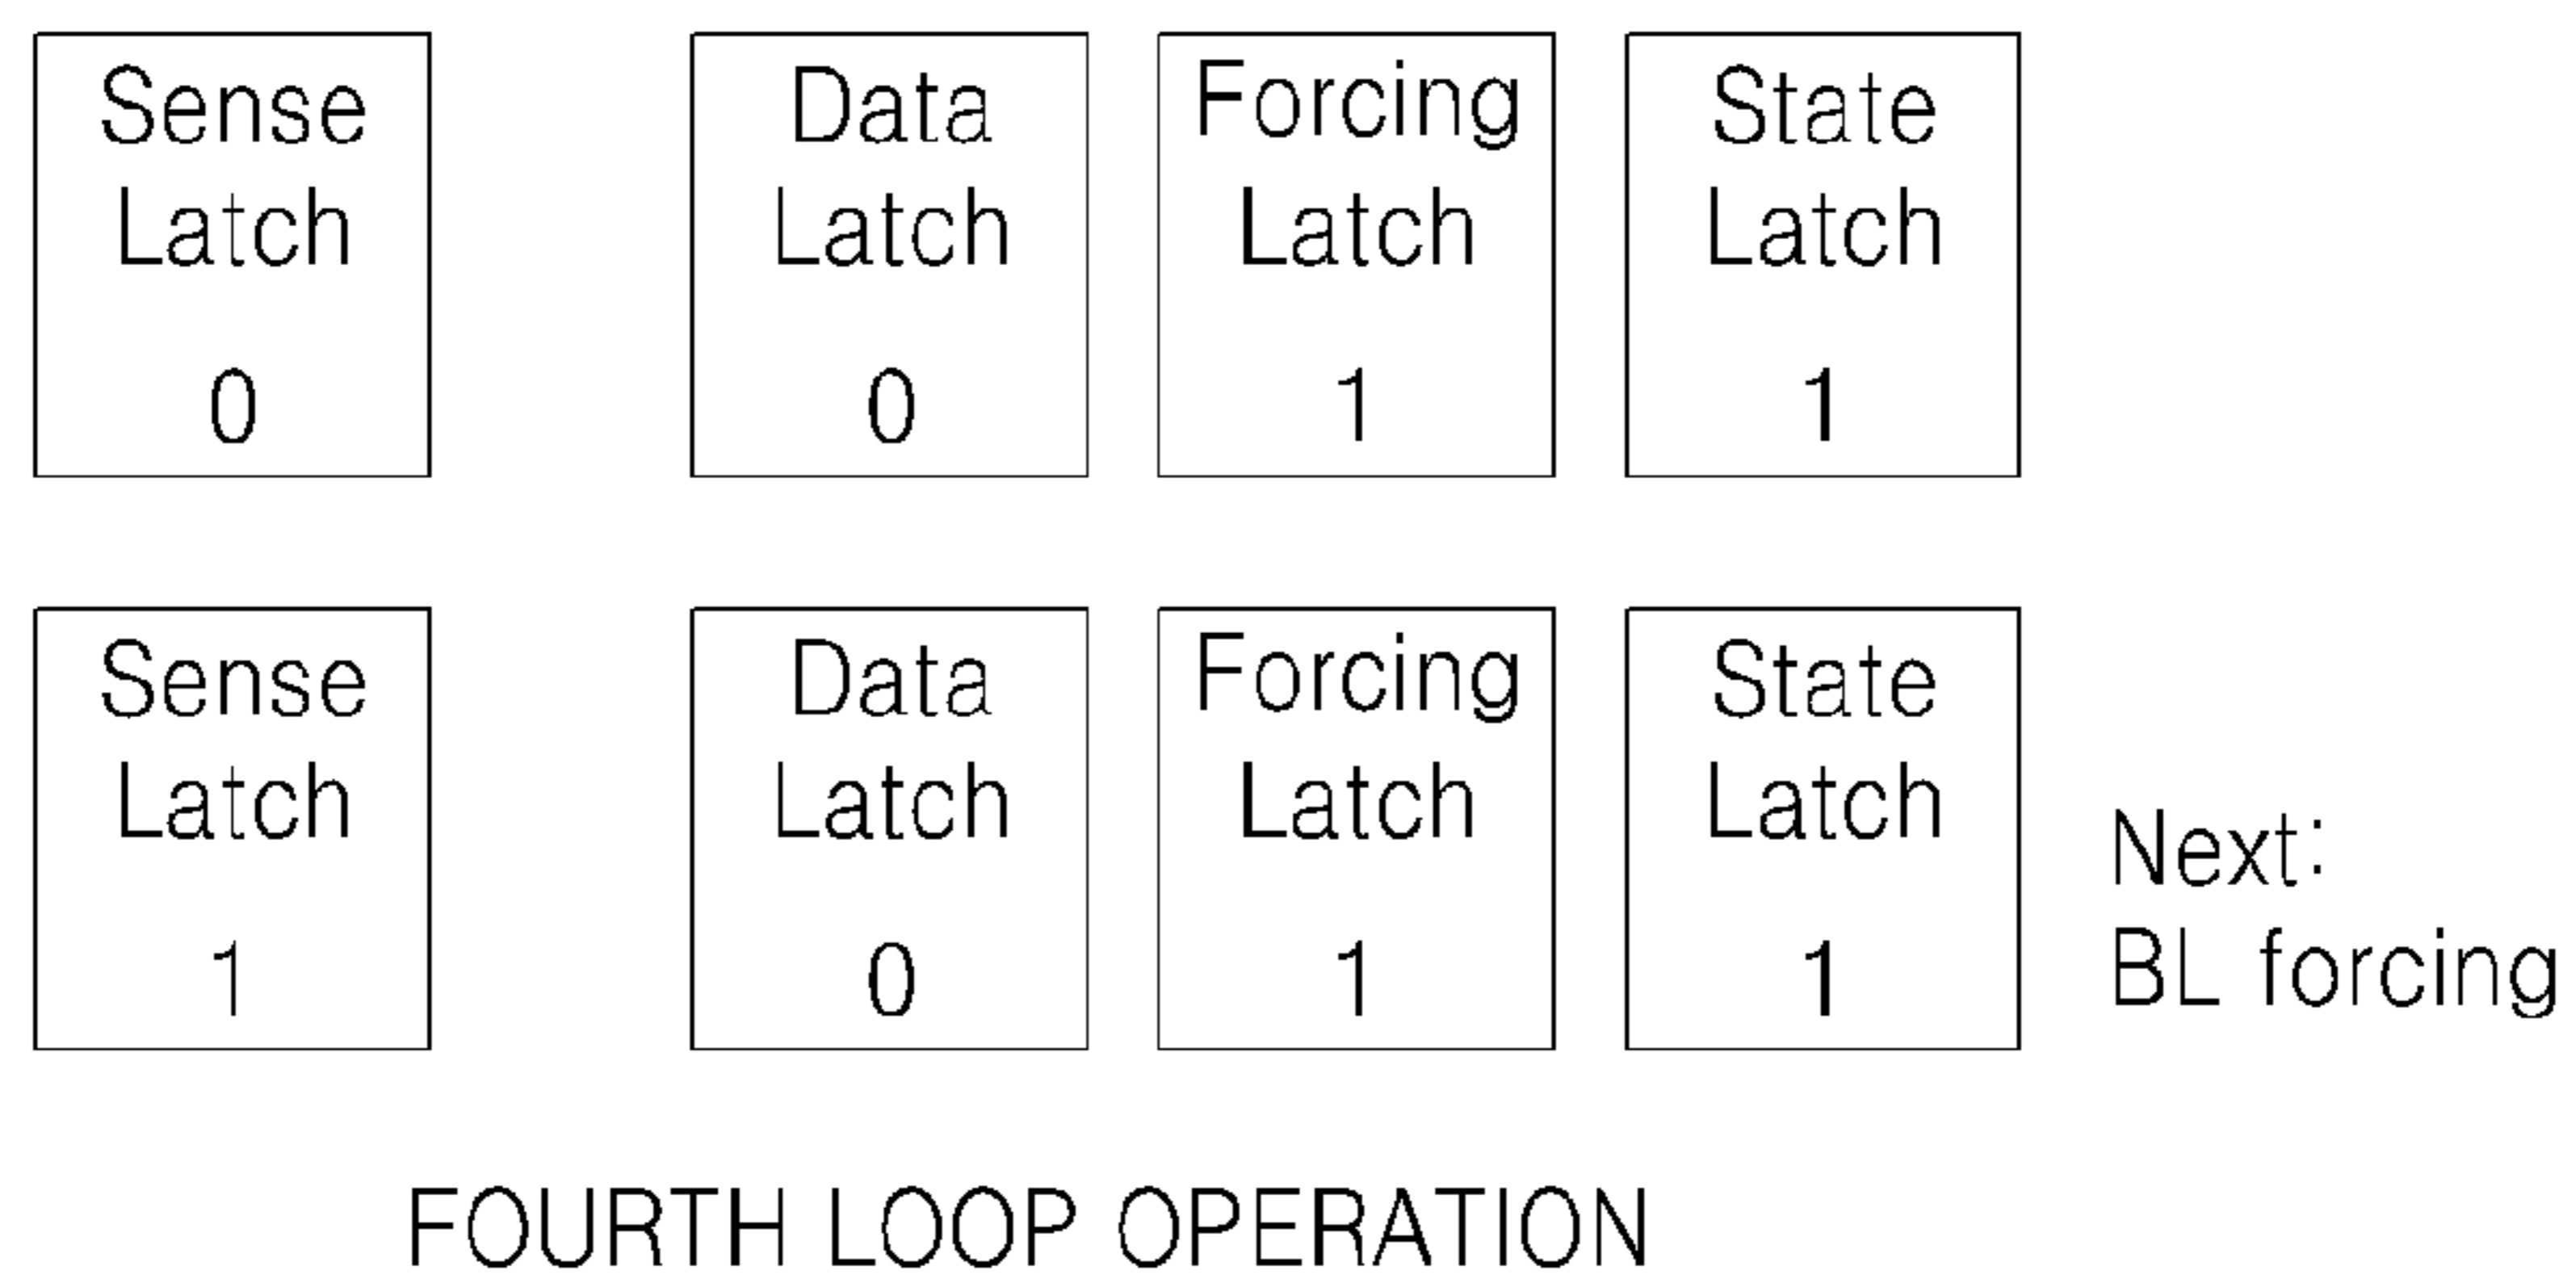 Sense Data Forcing State
Latch Latch Latch Latch
0 0 1 1
Sense Data Forcing State
Latch Latch Latch Latch
1 0 1 1
Next:
BL forcing
FOURTH LOOP OPERATION